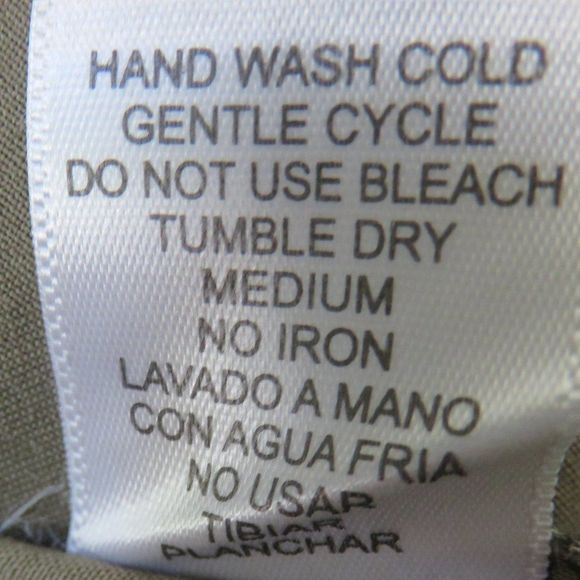 HAND WASH COLD
GENTLE CYCLE
DO NOT USE BLEACH
TUMBLE DRY
MEDIUM
NO IRON
LAVADO A MANO
CON AGUA FRIA
NO USAR
TIBIAR
PLANCHAR